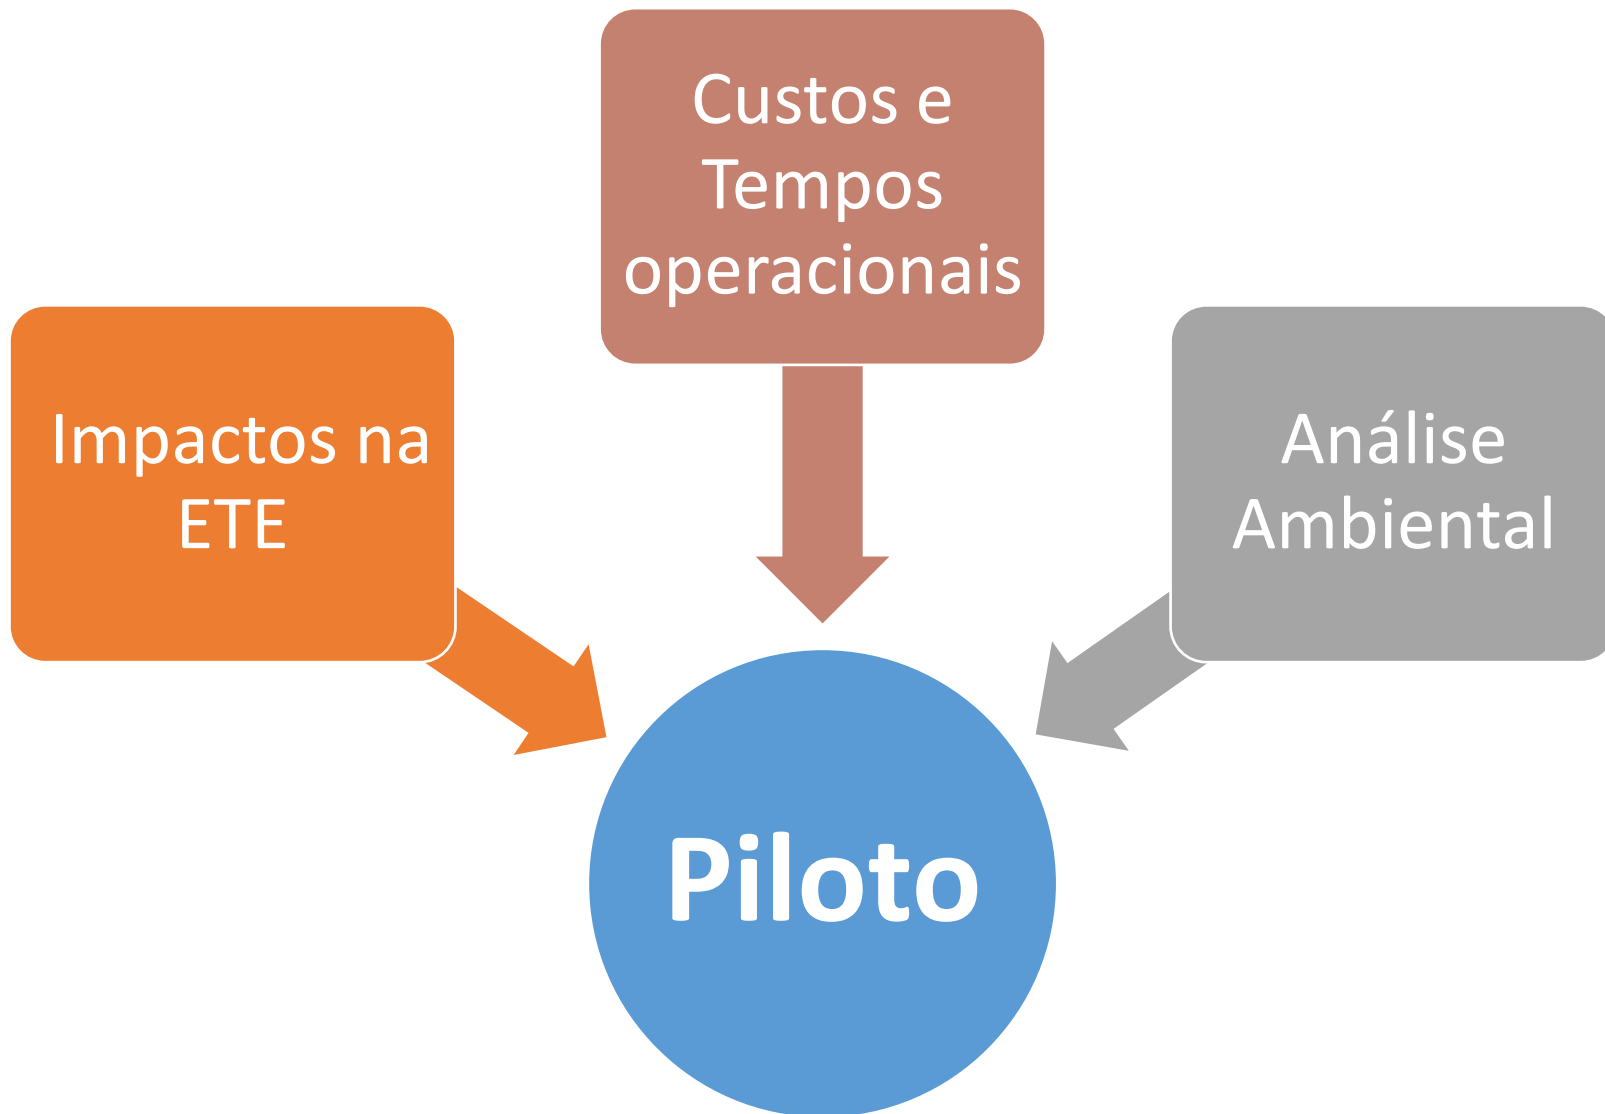 Custos e
Tempos
operacionais
Impactos na
ETE
Análise
Ambiental
Piloto